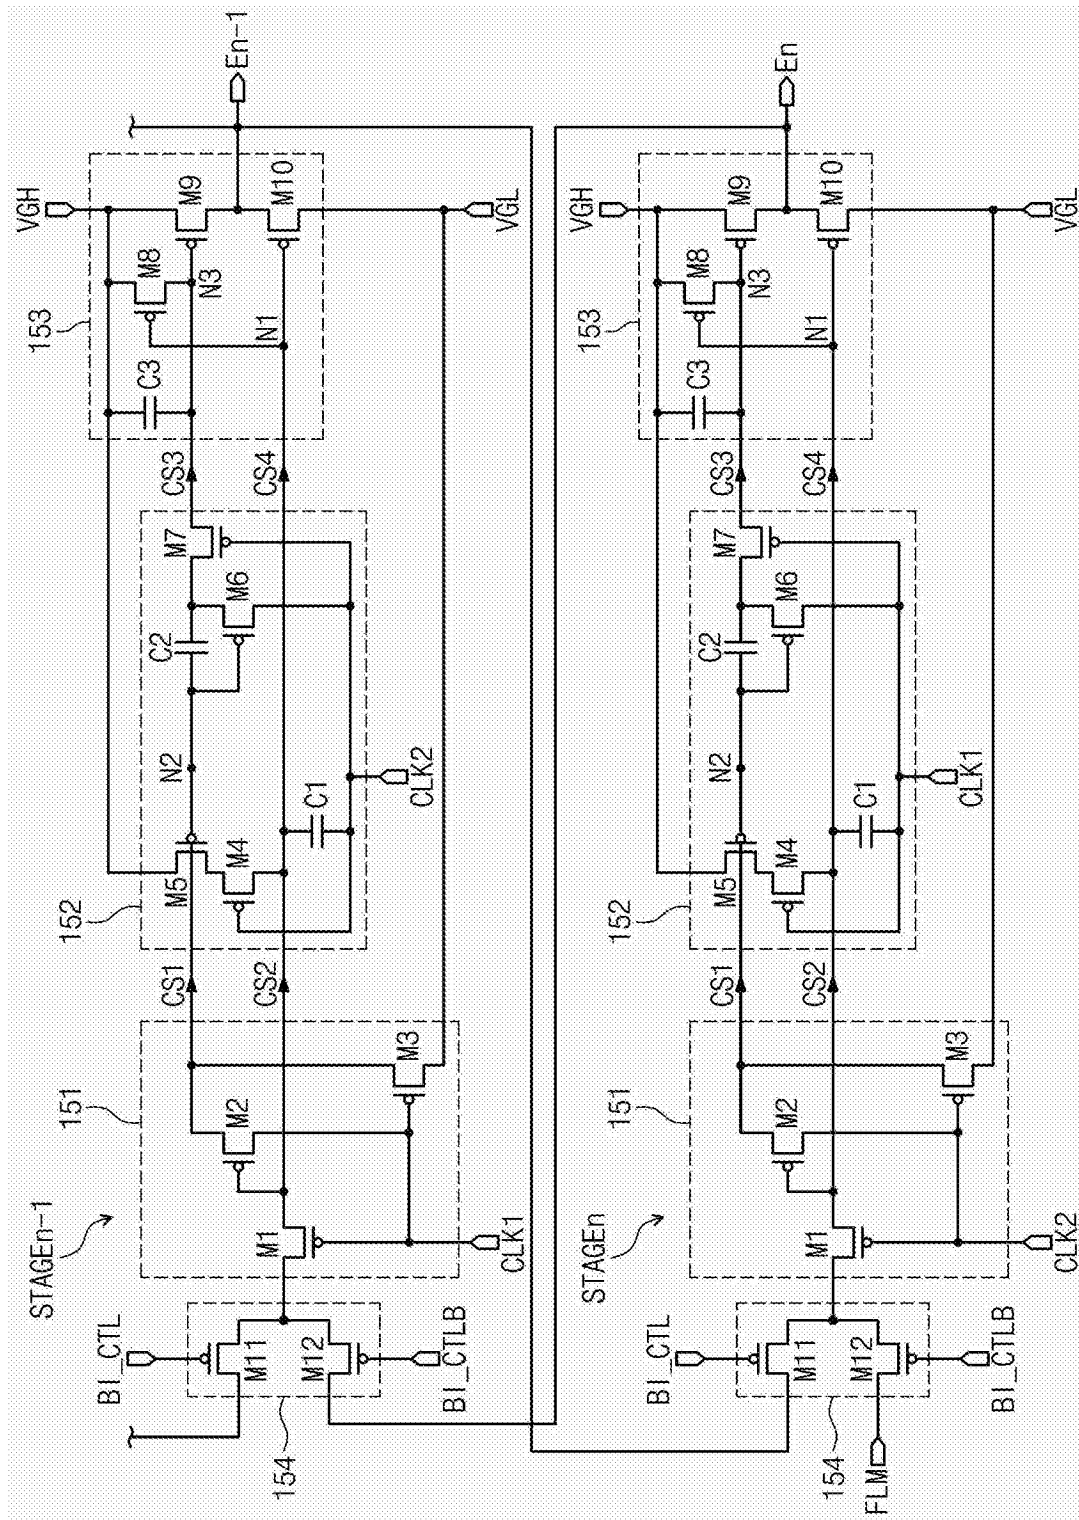 STAGEn-1
BI_CTL
M11
M12
BI_CTLB
154
151
M1
M2
M3
CLK1
CS1
CS2
152
M5
M4
C1
N2
C2
M6
M7
CLK2
CS3
CS4
153
C3
M8
N3
N1
M9
M10
VGH
VGL
En-1
STAGEn
BI_CTL
M11
M12
BI_CTLB
FLM
154
151
M1
M2
M3
CLK2
CS1
CS2
152
M5
M4
C1
N2
C2
M6
M7
CLK1
CS3
CS4
153
C3
M8
N3
N1
M9
M10
VGH
VGL
En